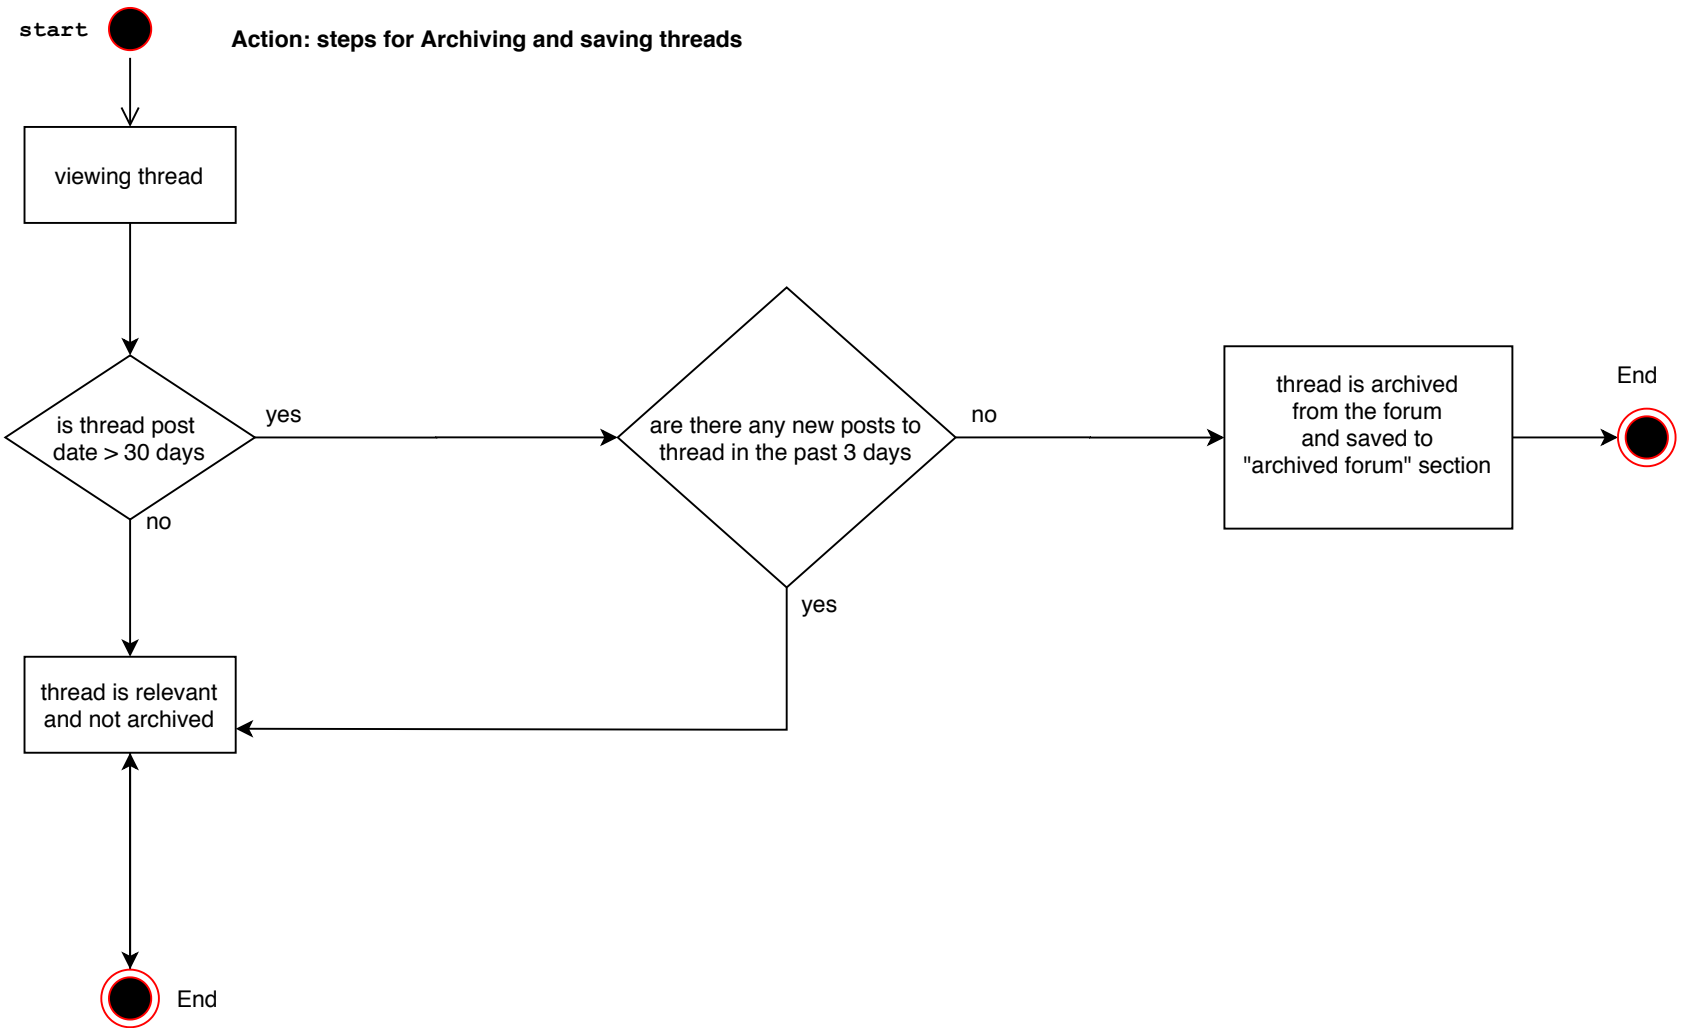 start
Action: steps for Archiving and saving threads
viewing thread
is thread post
date > 30 days
yes
no
are there any new posts to
thread in the past 3 days
no
yes
thread is archived
from the forum
and saved to
"archived forum" section
End
thread is relevant
and not archived
End